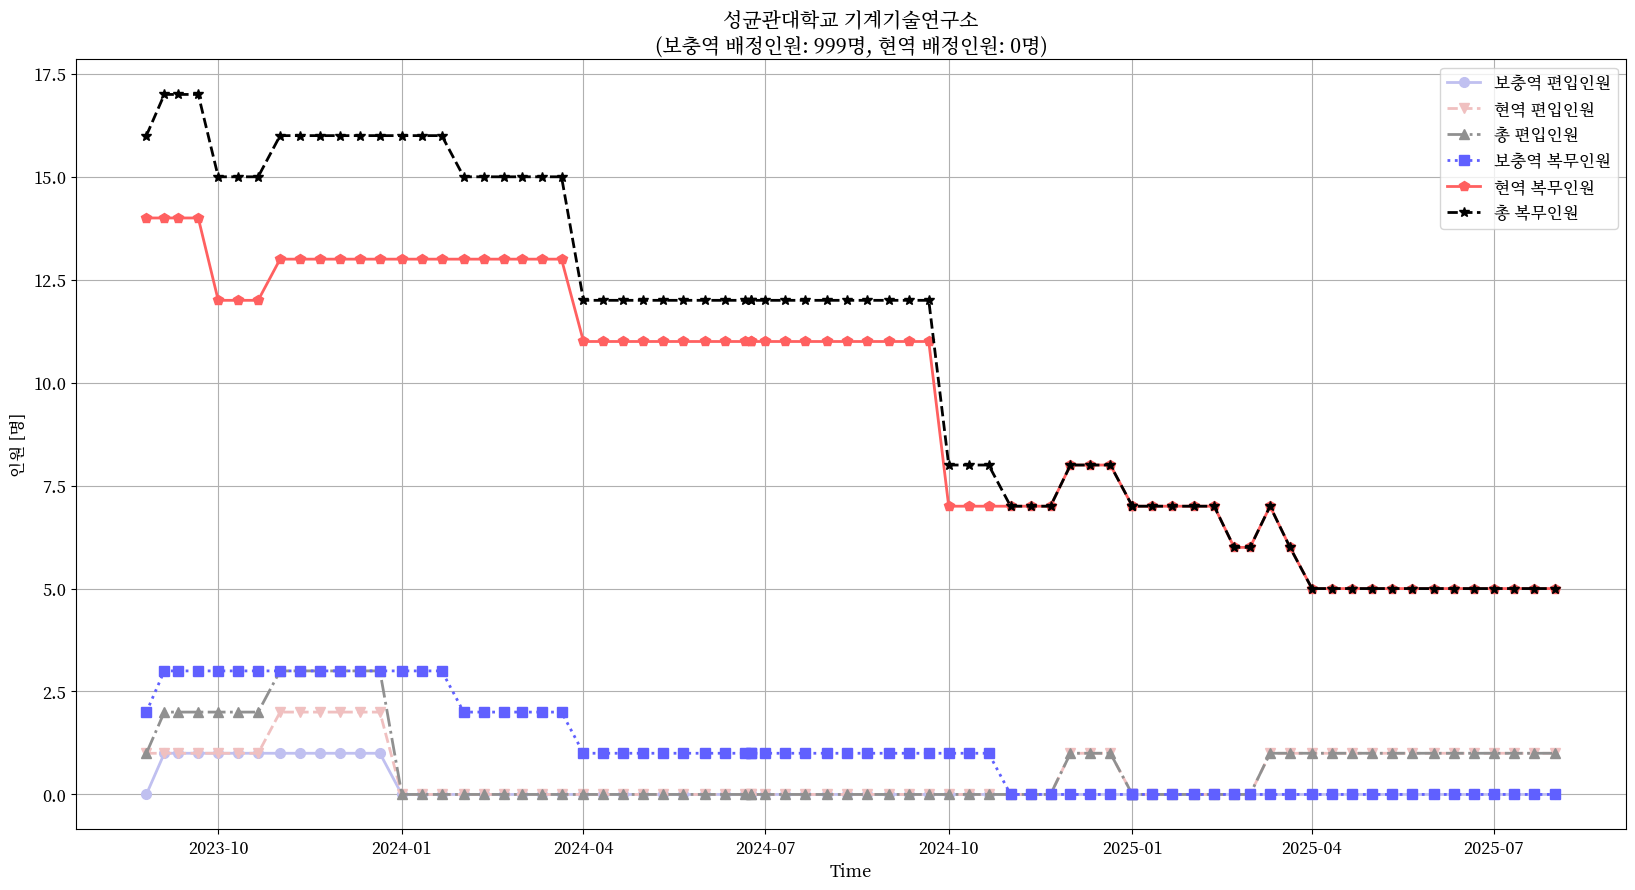 성균관대학교 기계기술연구소
(보충역 배정인원: 999명, 현역 배정인원: 0명)
17.5
15.0
12.5
10.0
7.5
5.0
2.5
0.0
인원 [명]
보충역 편입인원
현역 편입인원
총 편입인원
보충역 복무인원
현역 복무인원
총 복무인원
2023-10
2024-01
2024-04
2024-07
2024-10
2025-01
2025-04
2025-07
Time